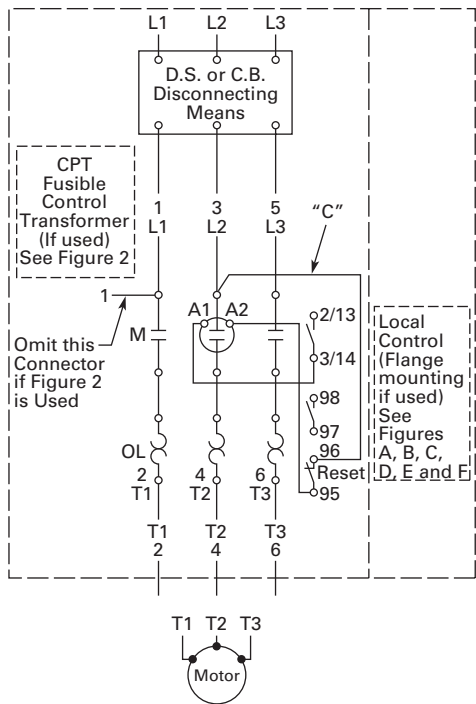 L1 L2 L3
D.S. or C.B.
Disconnecting
Means
CPT
Fusible
Control
Transformer
(If used)
See Figure 2
1 3 5
L1 L2 L3
“C”
1
A1 A2
2/13
M
3/14
Omit this
Connector
if Figure 2
is Used
Local
Control
(Flange
mounting
if used)
See
Figures
A, B, C,
D, E and F
98
97
OL
96
Reset
95
2 4 6
T1 T2 T3
T1 T2 T3
2 4 6
T1 T2 T3
Motor